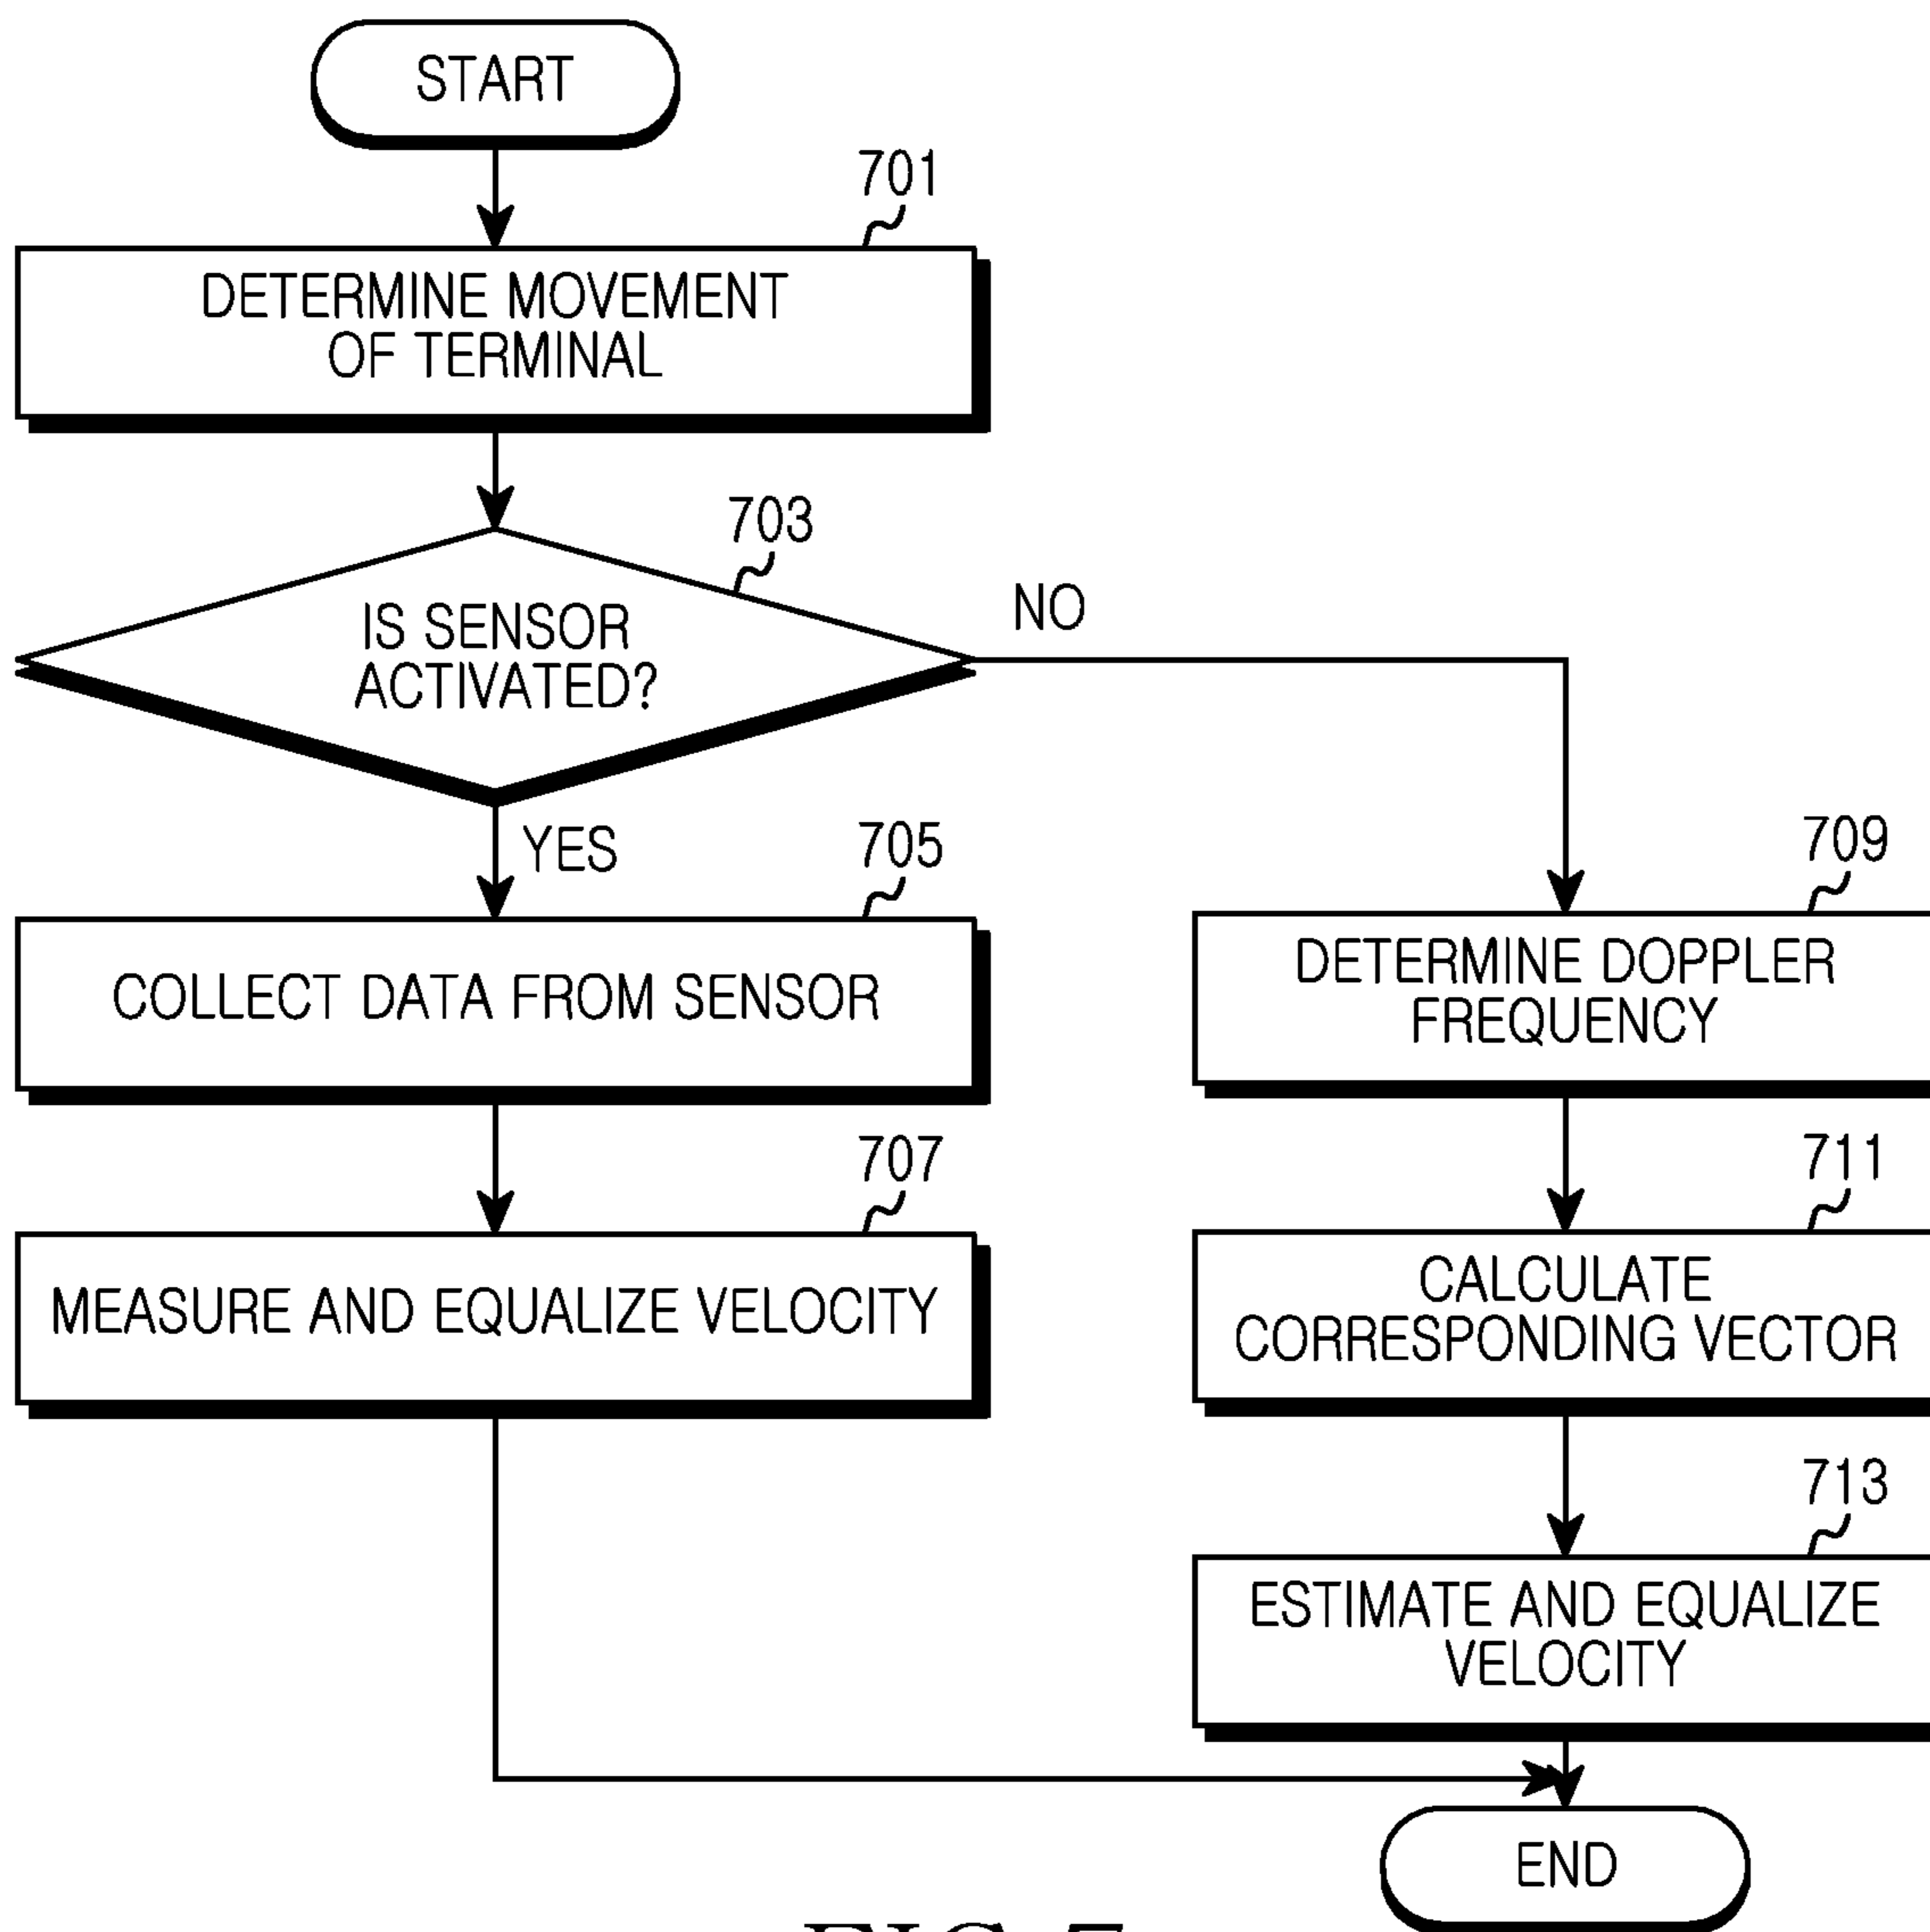 START
701
DETERMINE MOVEMENT
OF TERMINAL
703
IS SENSOR
ACTIVATED?
NO
YES
705
COLLECT DATA FROM SENSOR
707
MEASURE AND EQUALIZE VELOCITY
709
DETERMINE DOPPLER
FREQUENCY
711
CALCULATE
CORRESPONDING VECTOR
713
ESTIMATE AND EQUALIZE
VELOCITY
END